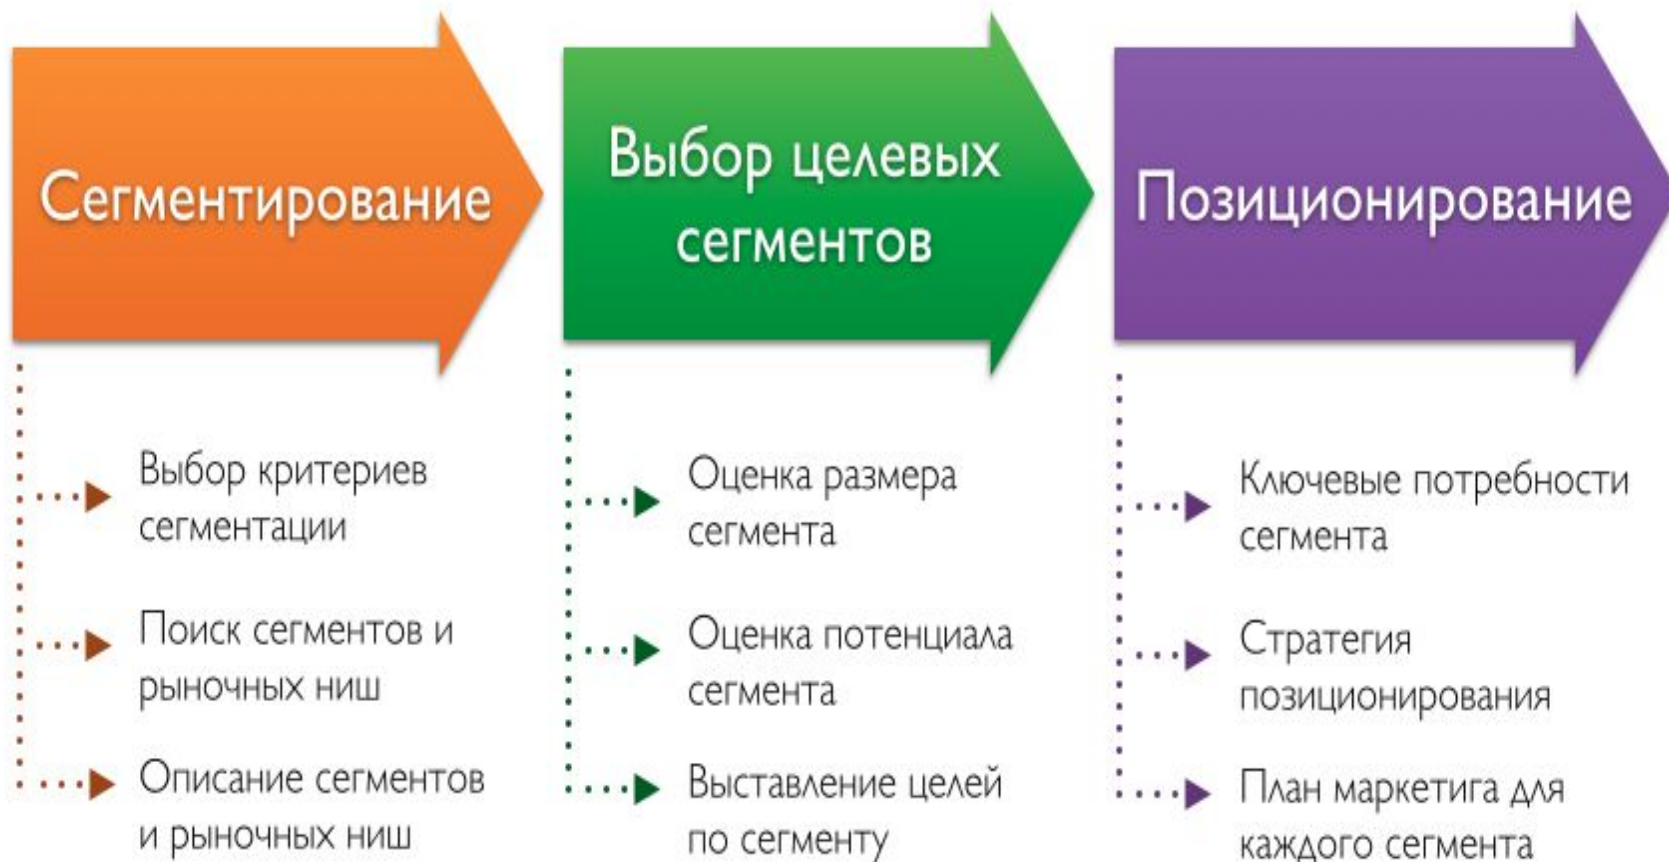 Сегментирование
Выбор критериев
сегментации
Поиск сегментов и
рыночных ниш
Описание сегментов
и рыночных ниш
Выбор целевых
сегментов
Оценка размера
сегмента
Оценка потенциала
сегмента
Выставление целей
по сегменту
Позиционирование
Ключевые потребности
сегмента
Стратегия
позиционирования
План маркетига для
каждого сегмента